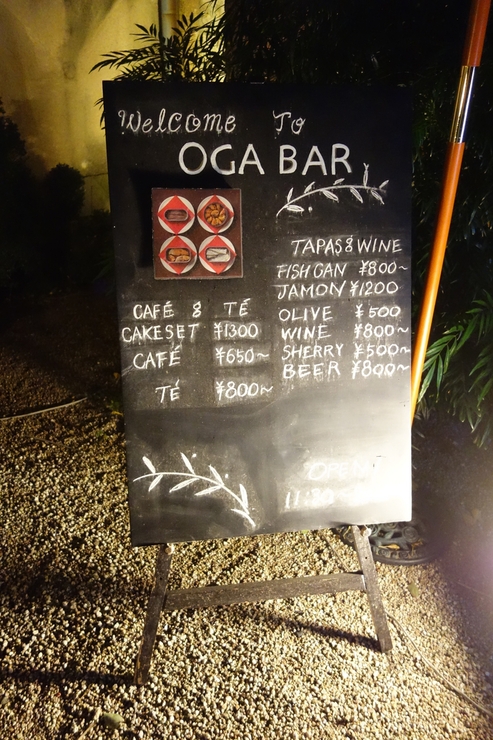 Welcome To
OGA BAR
TAPAS & WINE
FISH CAN ¥800~
JAMON ¥1200
OLIVE ¥500
WINE ¥800~
SHERRY ¥500~
BEER ¥800~
CAFÉ & TÉ
CAKESET ¥1300
CAFÉ ¥650~
TÉ ¥800~
"OPEN"